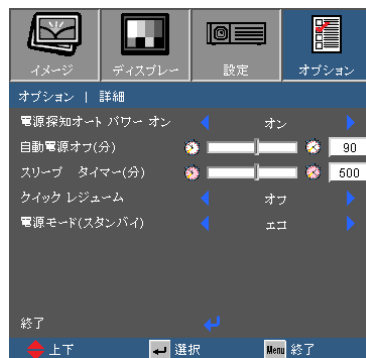 イメージ ディスプレー 設定 オプション
オプション | 詳細
電源探知オート パワー オン オン
自動電源オフ(分) 90
スリープ タイマー(分) 500
クイック レジューム オフ
電源モード(スタンバイ) エコ
終了
上下 選択 Menu 終了